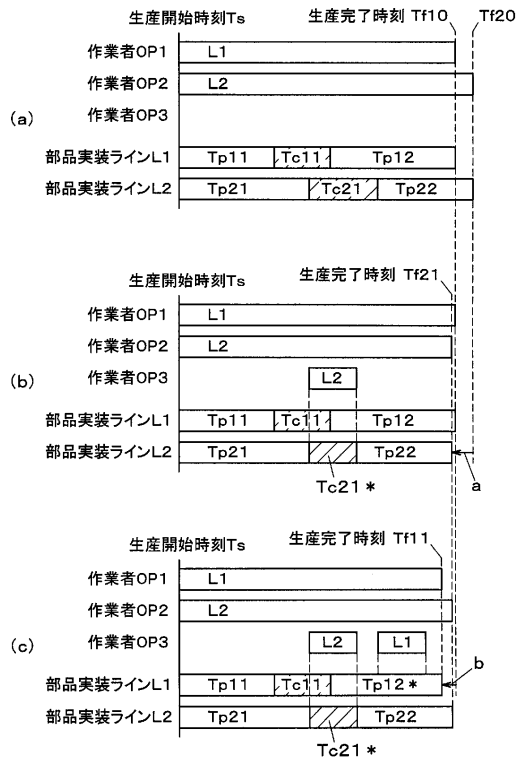 生産開始時刻Ts 生産完了時刻 Tf10 Tf20
作業者OP1 L1
作業者OP2 L2
(a) 作業者OP3
部品実装ラインL1 Tp11 Tc11 Tp12
部品実装ラインL2 Tp21 Tc21 Tp22
生産開始時刻Ts 生産完了時刻 Tf21
作業者OP1 L1
作業者OP2 L2
(b) 作業者OP3 L2
部品実装ラインL1 Tp11 Tc11 Tp12
部品実装ラインL2 Tp21 Tp22
Tc21* a
生産開始時刻Ts 生産完了時刻 Tf11
作業者OP1 L1
作業者OP2 L2
(c) 作業者OP3 L2 L1
b
部品実装ラインL1 Tp11 Tc11 Tp12*
部品実装ラインL2 Tp21 Tp22
Tc21*